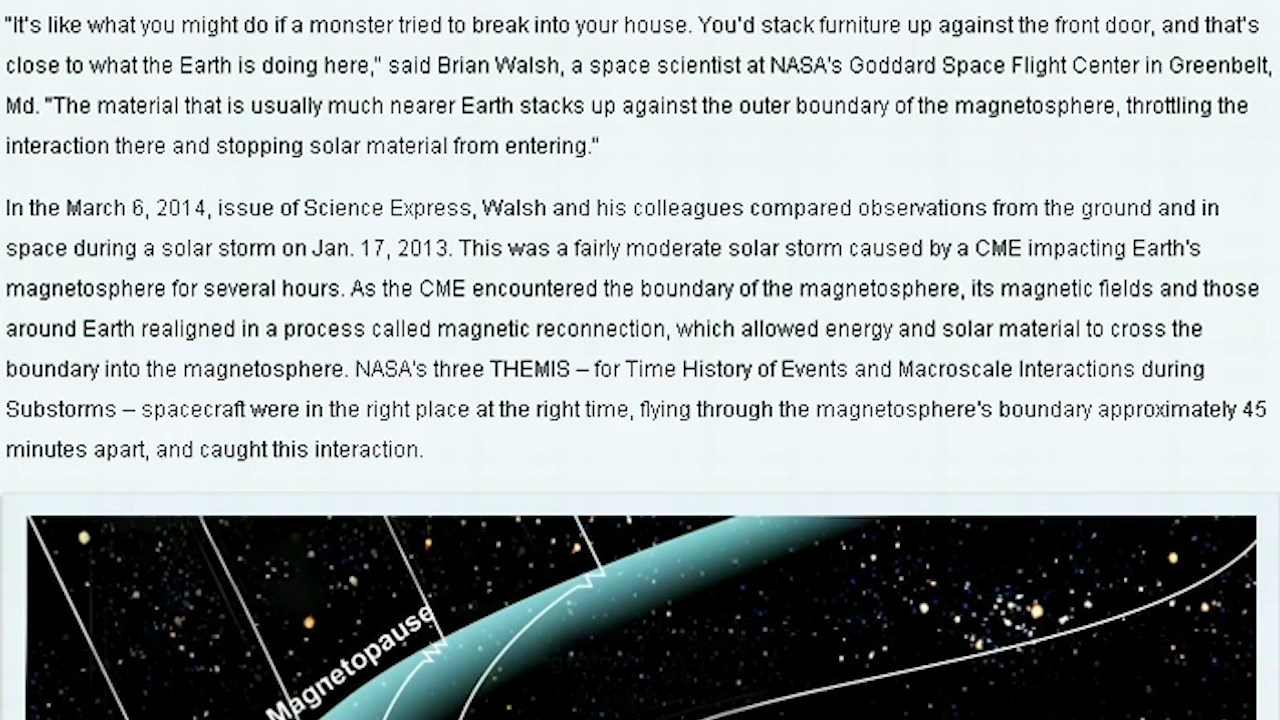 "It's like what you might do if a monster tried to break into your house. You'd stack furniture up against the front door, and that's
close to what the Earth is doing here," said Brian Walsh, a space scientist at NASA's Goddard Space Flight Center in Greenbelt,
Md. "The material that is usually much nearer Earth stacks up against the outer boundary of the magnetosphere, throttling the
interaction there and stopping solar material from entering."
In the March 6, 2014, issue of Science Express, Walsh and his colleagues compared observations from the ground and in
space during a solar storm on Jan. 17, 2013. This was a fairly moderate solar storm caused by a CME impacting Earth's
magnetosphere for several hours. As the CME encountered the boundary of the magnetosphere, its magnetic fields and those
around Earth realigned in a process called magnetic reconnection, which allowed energy and solar material to cross the
boundary into the magnetosphere. NASA's three THEMIS – for Time History of Events and Macroscale Interactions during
Substorms – spacecraft were in the right place at the right time, flying through the magnetosphere's boundary approximately 45
minutes apart, and caught this interaction.
Magnetopause